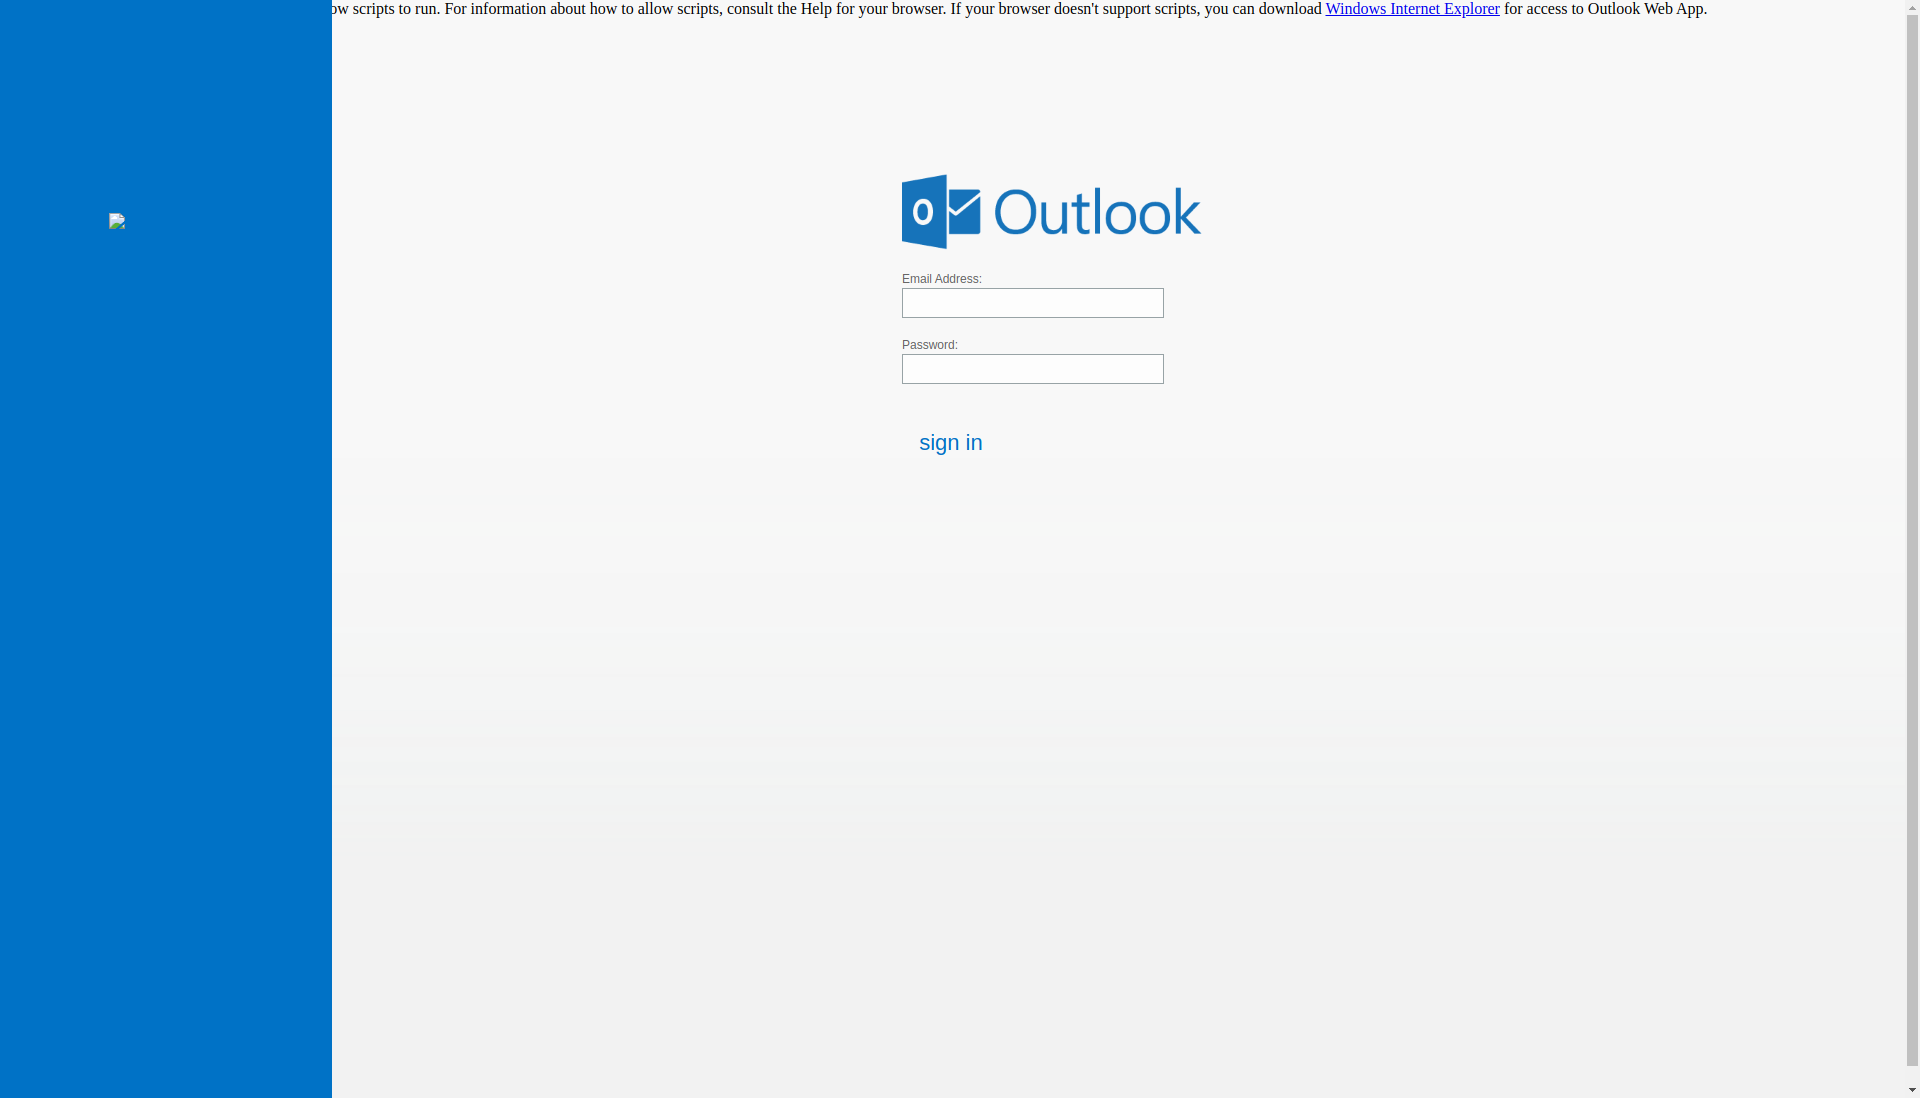 ow scripts to run. For information about how to allow scripts, consult the Help for your browser. If your browser doesn't support scripts, you can download Windows Internet Explorer for access to Outlook Web App.
Outlook
Email Address:
Password:
sign in